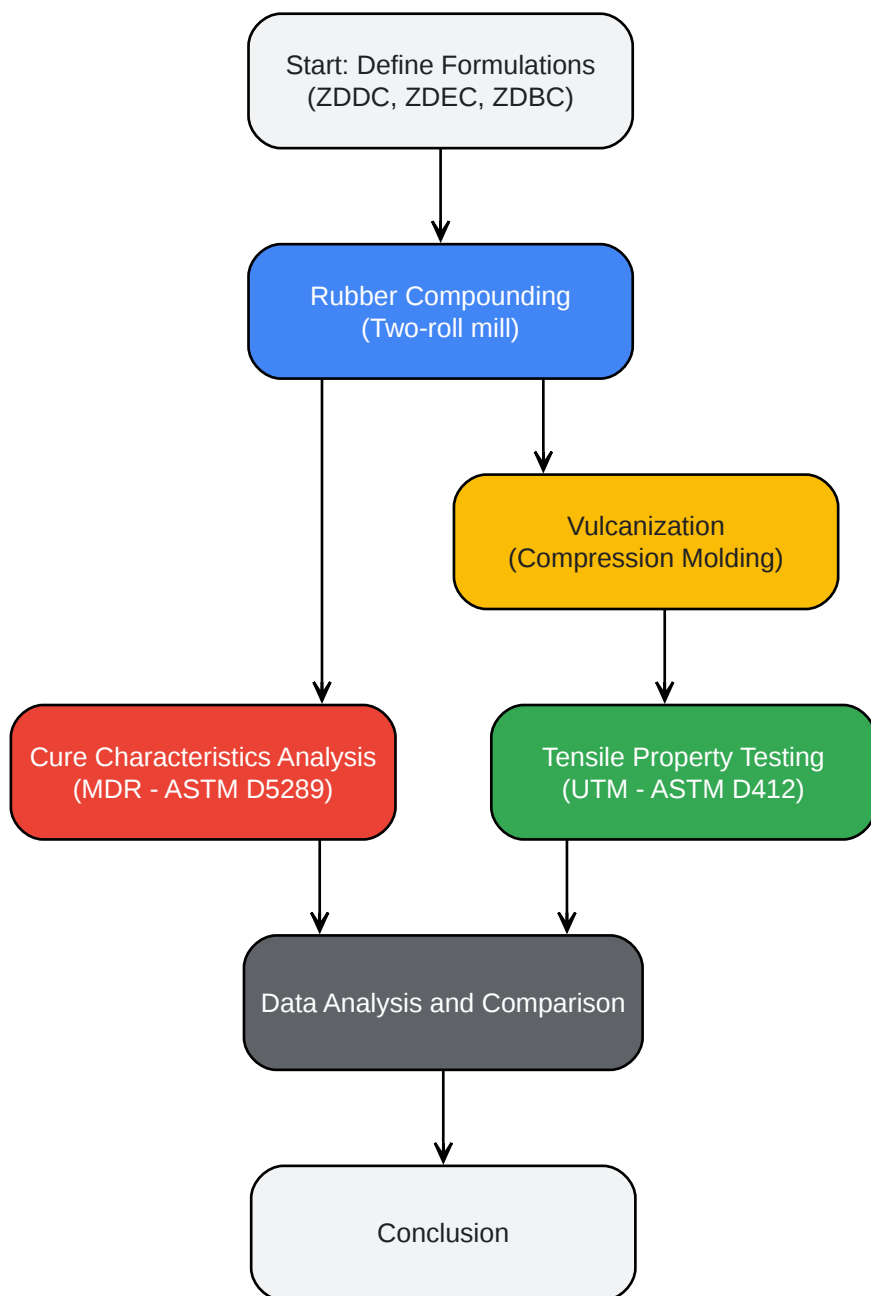 Start: Define Formulations
(ZDDC, ZDEC, ZDBC)
Rubber Compounding
(Two-roll mill)
Vulcanization
(Compression Molding)
Cure Characteristics Analysis
(MDR - ASTM D5289)
Tensile Property Testing
(UTM - ASTM D412)
Data Analysis and Comparison
Conclusion